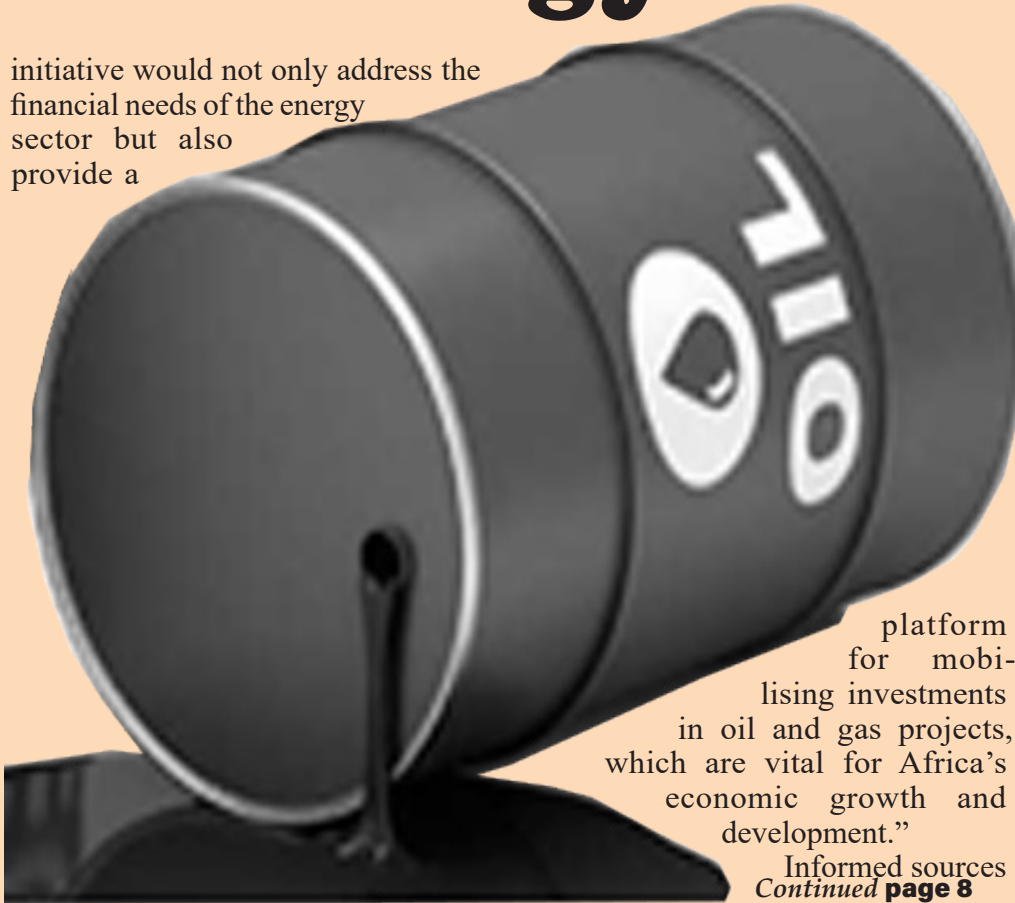 initiative would not only address the
financial needs of the energy
sector but also
provide a
OIL
platform
for mobi-
lising investments
in oil and gas projects,
which are vital for Africa’s
economic growth and
development.”
Informed sources
Continued page 8